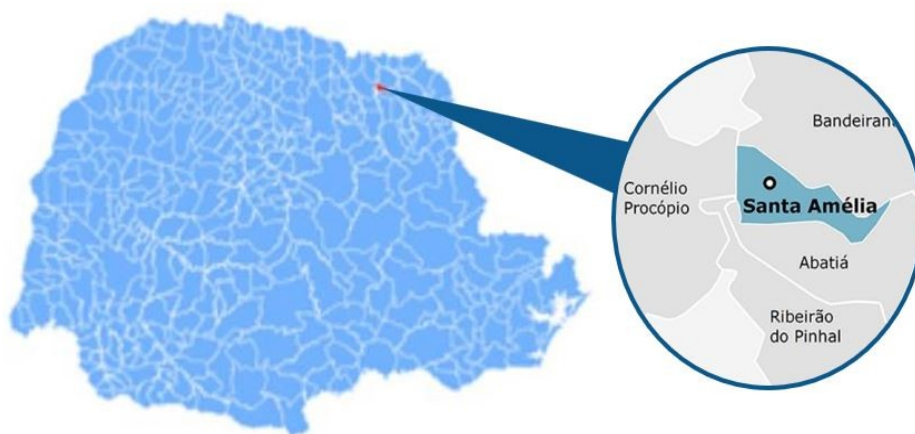 Bandeiran
Cornélio
Procópio
Santa Amélia
Abatiá
Ribeirão
do Pinhal